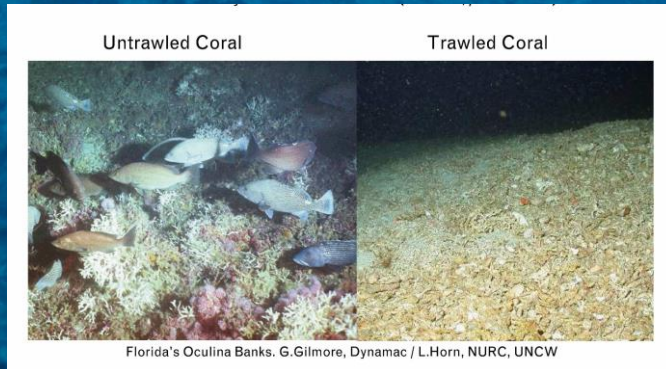 Untrawled Coral
Trawled Coral
Florida's Oculina Banks. G.Gilmore, Dynamac / L.Horn, NURC, UNCW